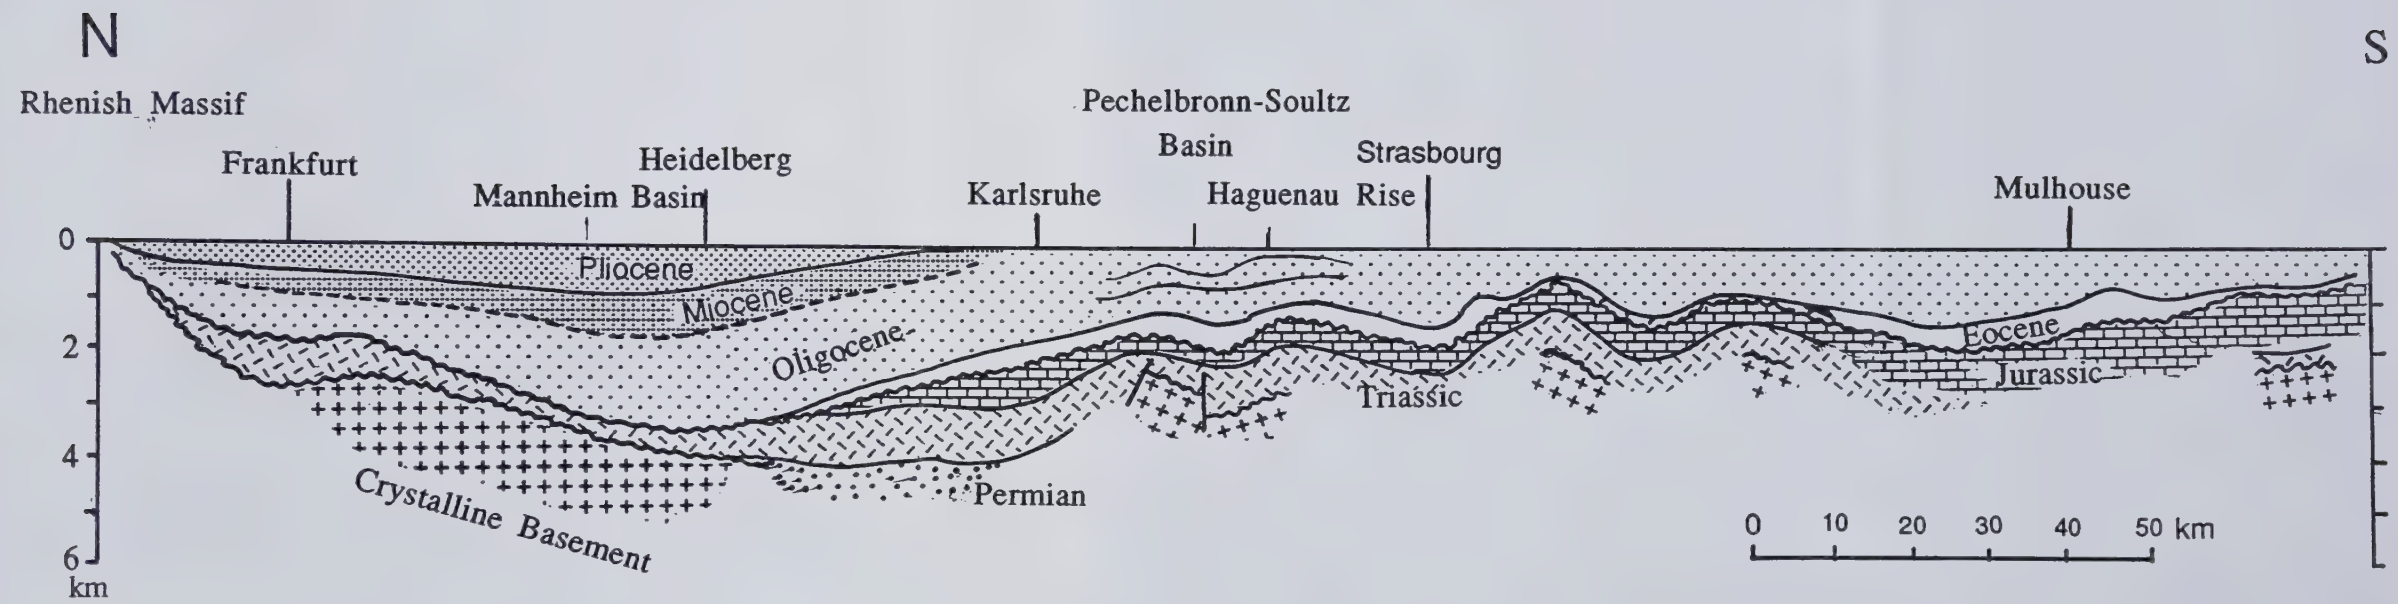 N
S
Rhenish Massif
Pechelbronn-Soultz
Basin
Frankfurt
Heidelberg
Strasbourg
Mannheim Basin
Karlsruhe
Haguenau Rise
Mulhouse
0
Pliocene
Miocene
Oligocene
Eocene
2
Jurassic
Triassic
4
Permian
Crystalline Basement
6
km
0 10 20 30 40 50 km